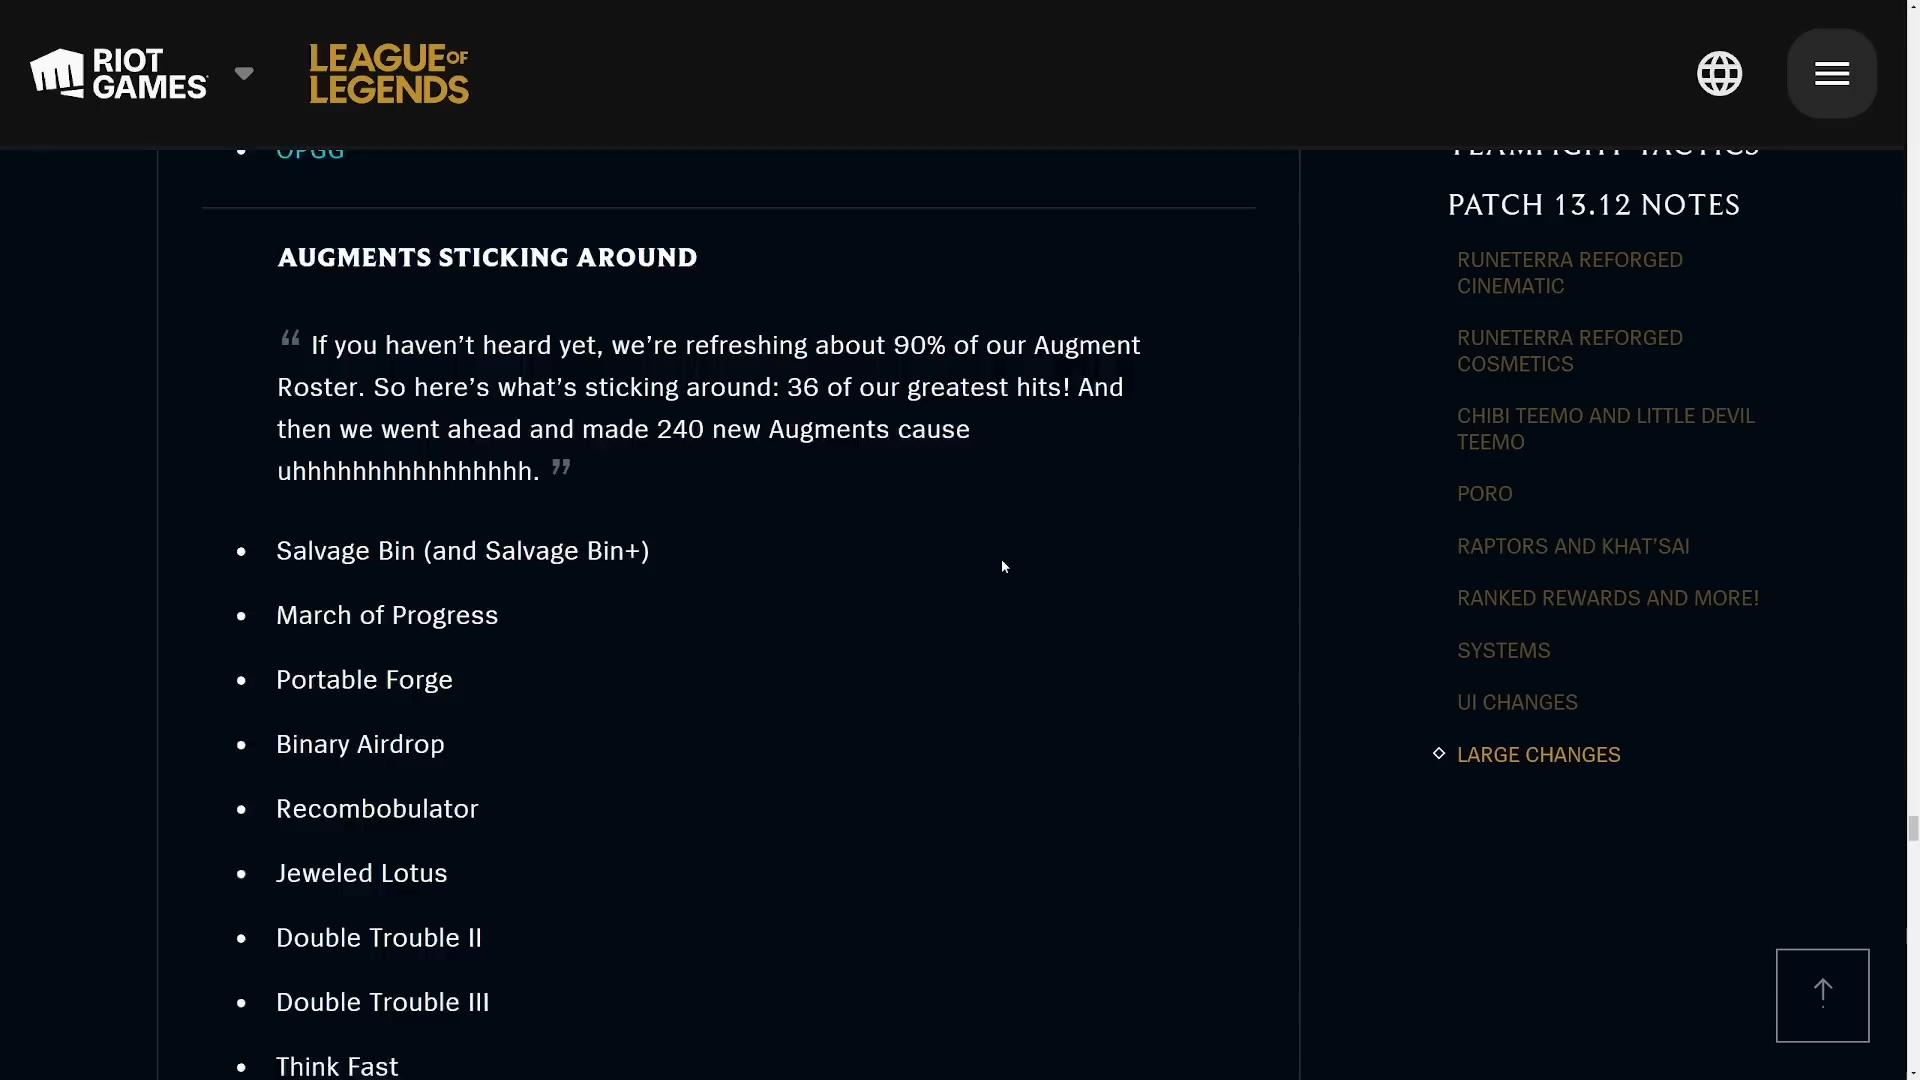 RIOT
GAMES
LEAGUE OF
LEGENDS
OPGG
AUGMENTS STICKING AROUND
“ If you haven’t heard yet, we’re refreshing about 90% of our Augment
Roster. So here’s what’s sticking around: 36 of our greatest hits! And
then we went ahead and made 240 new Augments cause
uhhhhhhhhhhhhhhhh. ”
• Salvage Bin (and Salvage Bin+)
• March of Progress
• Portable Forge
• Binary Airdrop
• Recombobulator
• Jeweled Lotus
• Double Trouble II
• Double Trouble III
• Think Fast
TEAMFIGHT TACTICS
PATCH 13.12 NOTES
RUNETERRA REFORGED
CINEMATIC
RUNETERRA REFORGED
COSMETICS
CHIBI TEEMO AND LITTLE DEVIL
TEEMO
PORO
RAPTORS AND KHAT’SAI
RANKED REWARDS AND MORE!
SYSTEMS
UI CHANGES
LARGE CHANGES